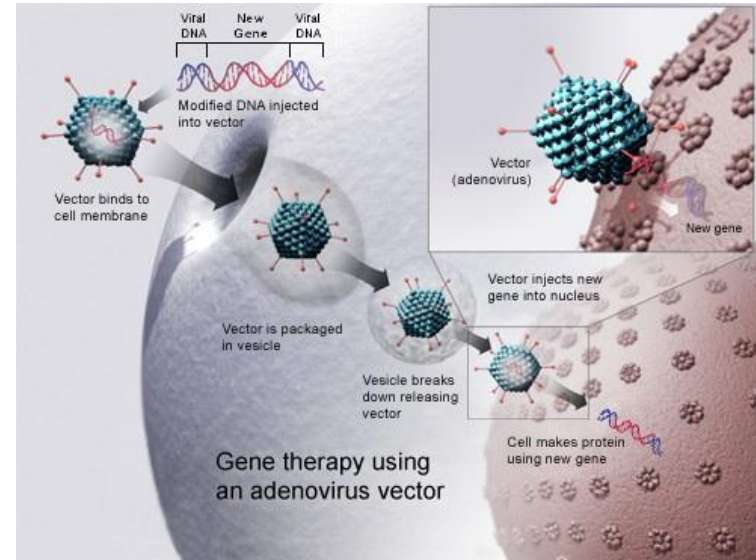 Viral
DNA
New
Gene
Viral
DNA
Modified DNA injected
into vector
Vector binds to
cell membrane
Vector is packaged
in vesicle
Vesicle breaks
down releasing
vector
Vector injects new
gene into nucleus
Cell makes protein
using new gene
Vector
(adenovirus)
New gene
Gene therapy using
an adenovirus vector